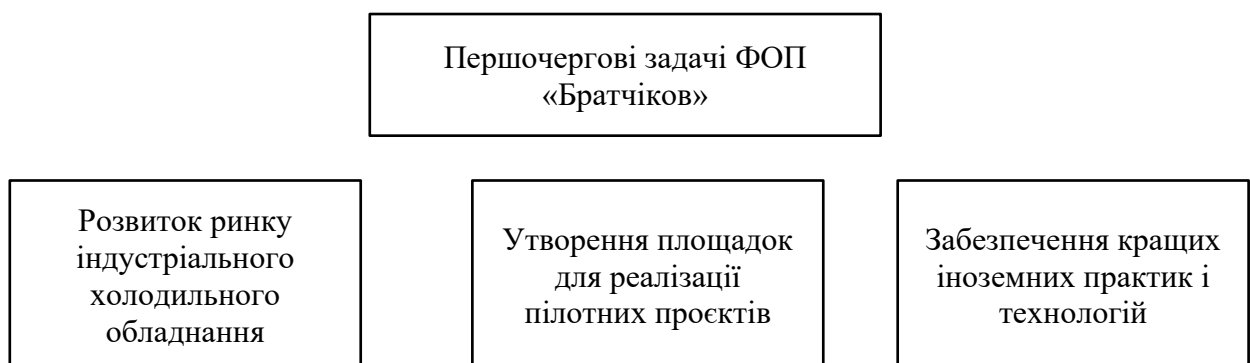 Першочергові задачі ФОП
«Братчіков»
Розвиток ринку
індустріального
холодильного
обладнання
Утворення площадок
для реалізації
пілотних проєктів
Забезпечення кращих
іноземних практик і
технологій